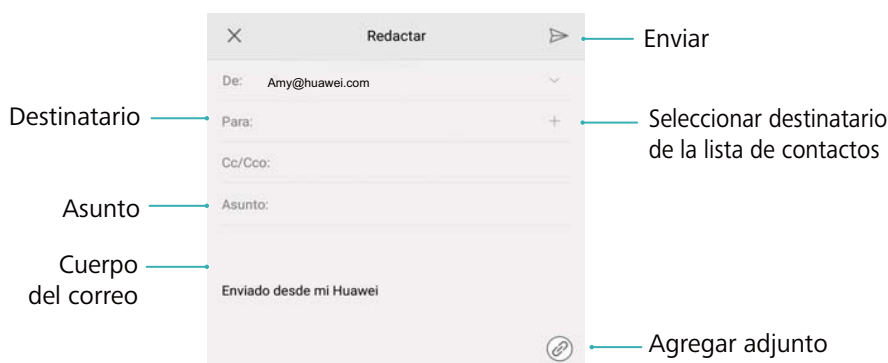 Redactar
Enviar
De: Amy@huawei.com
Destinatario
Para:
Seleccionar destinatario
de la lista de contactos
Cc/Cco:
Asunto
Asunto:
Cuerpo
del correo
Enviado desde mi Huawei
Agregar adjunto